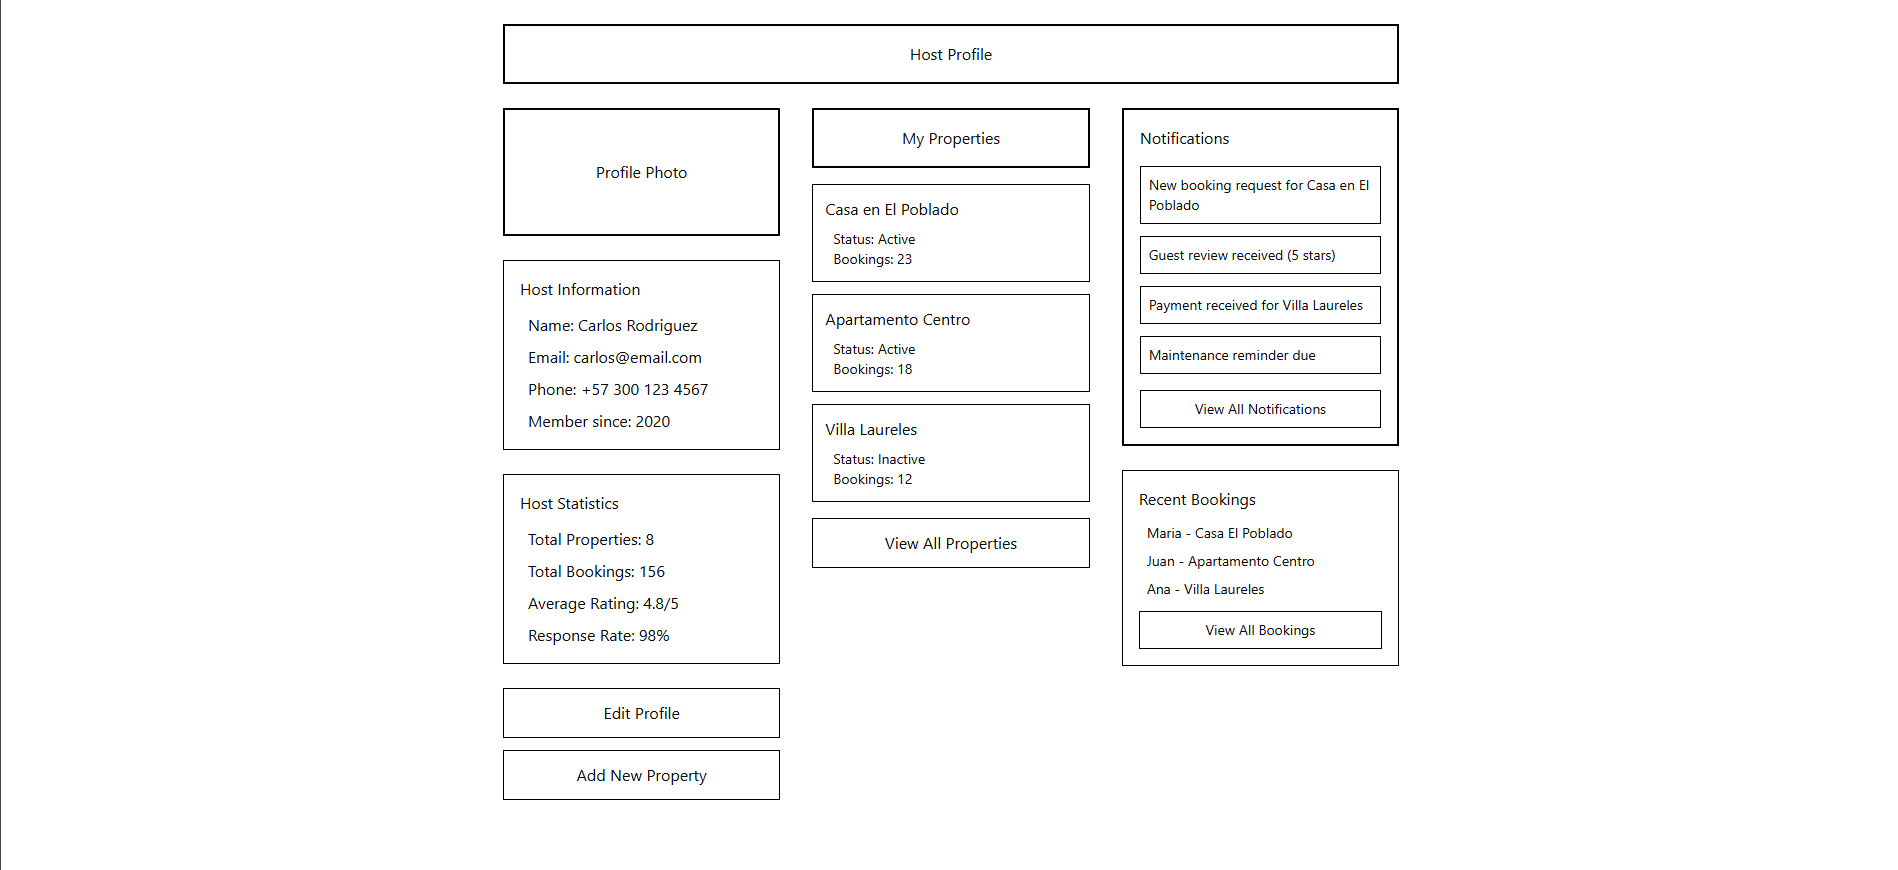 Host Profile
Profile Photo
Host Information
Name: Carlos Rodriguez
Email: carlos@email.com
Phone: +57 300 123 4567
Member since: 2020
Host Statistics
Total Properties: 8
Total Bookings: 156
Average Rating: 4.8/5
Response Rate: 98%
Edit Profile
Add New Property
My Properties
Casa en El Poblado
Status: Active
Bookings: 23
Apartamento Centro
Status: Active
Bookings: 18
Villa Laureles
Status: Inactive
Bookings: 12
View All Properties
Notifications
New booking request for Casa en El
Poblado
Guest review received (5 stars)
Payment received for Villa Laureles
Maintenance reminder due
View All Notifications
Recent Bookings
Maria - Casa El Poblado
Juan - Apartamento Centro
Ana - Villa Laureles
View All Bookings